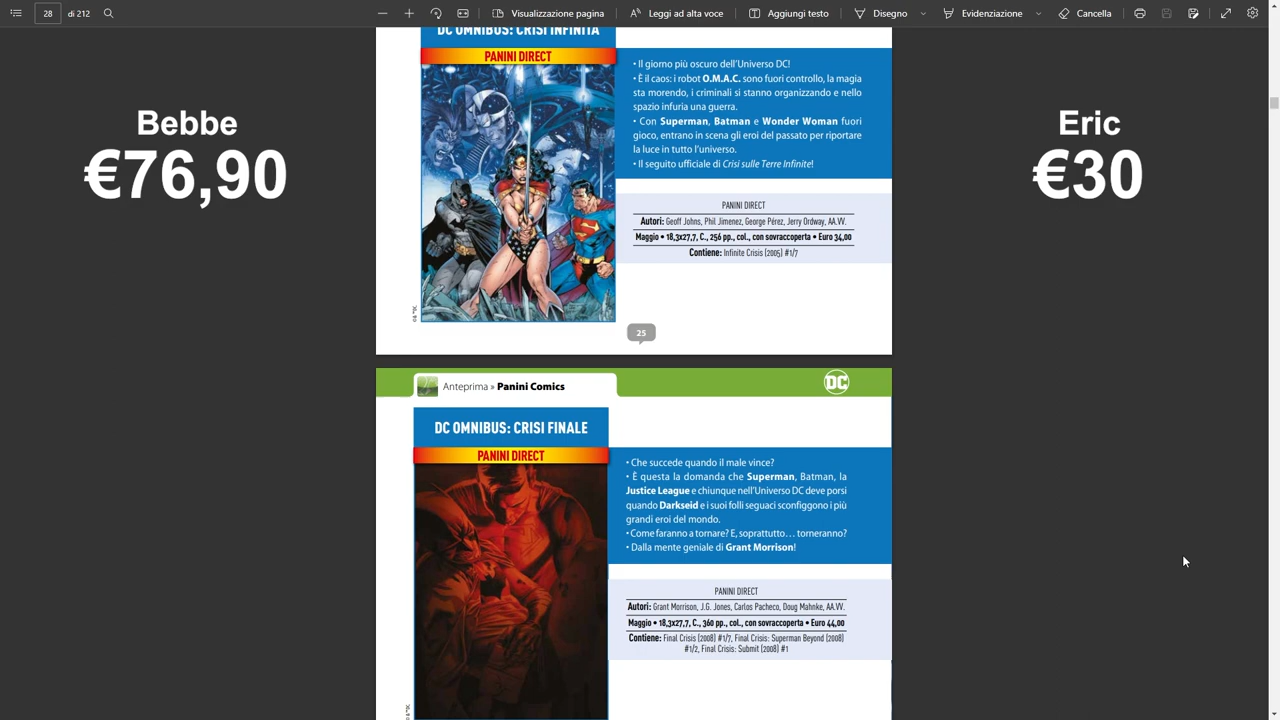 28
di 212
Visualizzazione pagina
Leggi ad alta voce
Aggiungi testo
Disegno
Evidenziazione
Cancella
DC OMNIBUS: CRISI INFINITA
PANINI DIRECT
• Il giorno più oscuro dell'Universo DC!
• È il caos: i robot O.M.A.C. sono fuori controllo, la magia
sta morendo, i criminali si stanno organizzando e nello
spazio infuria una guerra.
• Con Superman, Batman e Wonder Woman fuori
gioco, entrano in scena gli eroi del passato per riportare
la luce in tutto l'universo.
• Il seguito ufficiale di Crisi sulle Terre Infinite!
PANINI DIRECT
Autori: Geoff Johns, Phil Jimenez, George Pérez, Jerry Ordway, AA.VV.
Maggio • 18,3x27,7, C., 256 pp., col., con sovraccoperta • Euro 34,00
Contiene: Infinite Crisis (2005) #1/7
25
Bebbe
€76,90
Eric
€30
Anteprima » Panini Comics
DC
DC OMNIBUS: CRISI FINALE
PANINI DIRECT
• Che succede quando il male vince?
• È questa la domanda che Superman, Batman, la
Justice League e chiunque nell'Universo DC deve porsi
quando Darkseid e i suoi folli seguaci sconfiggono i più
grandi eroi del mondo.
• Come faranno a tornare? E, soprattutto… torneranno?
• Dalla mente geniale di Grant Morrison!
PANINI DIRECT
Autori: Grant Morrison, J.G. Jones, Carlos Pacheco, Doug Mahnke, AA.VV.
Maggio • 18,3x27,7, C., 360 pp., col., con sovraccoperta • Euro 44,00
Contiene: Final Crisis (2008) #1/7, Final Crisis: Superman Beyond (2008)
#1/2, Final Crisis: Submit (2008) #1